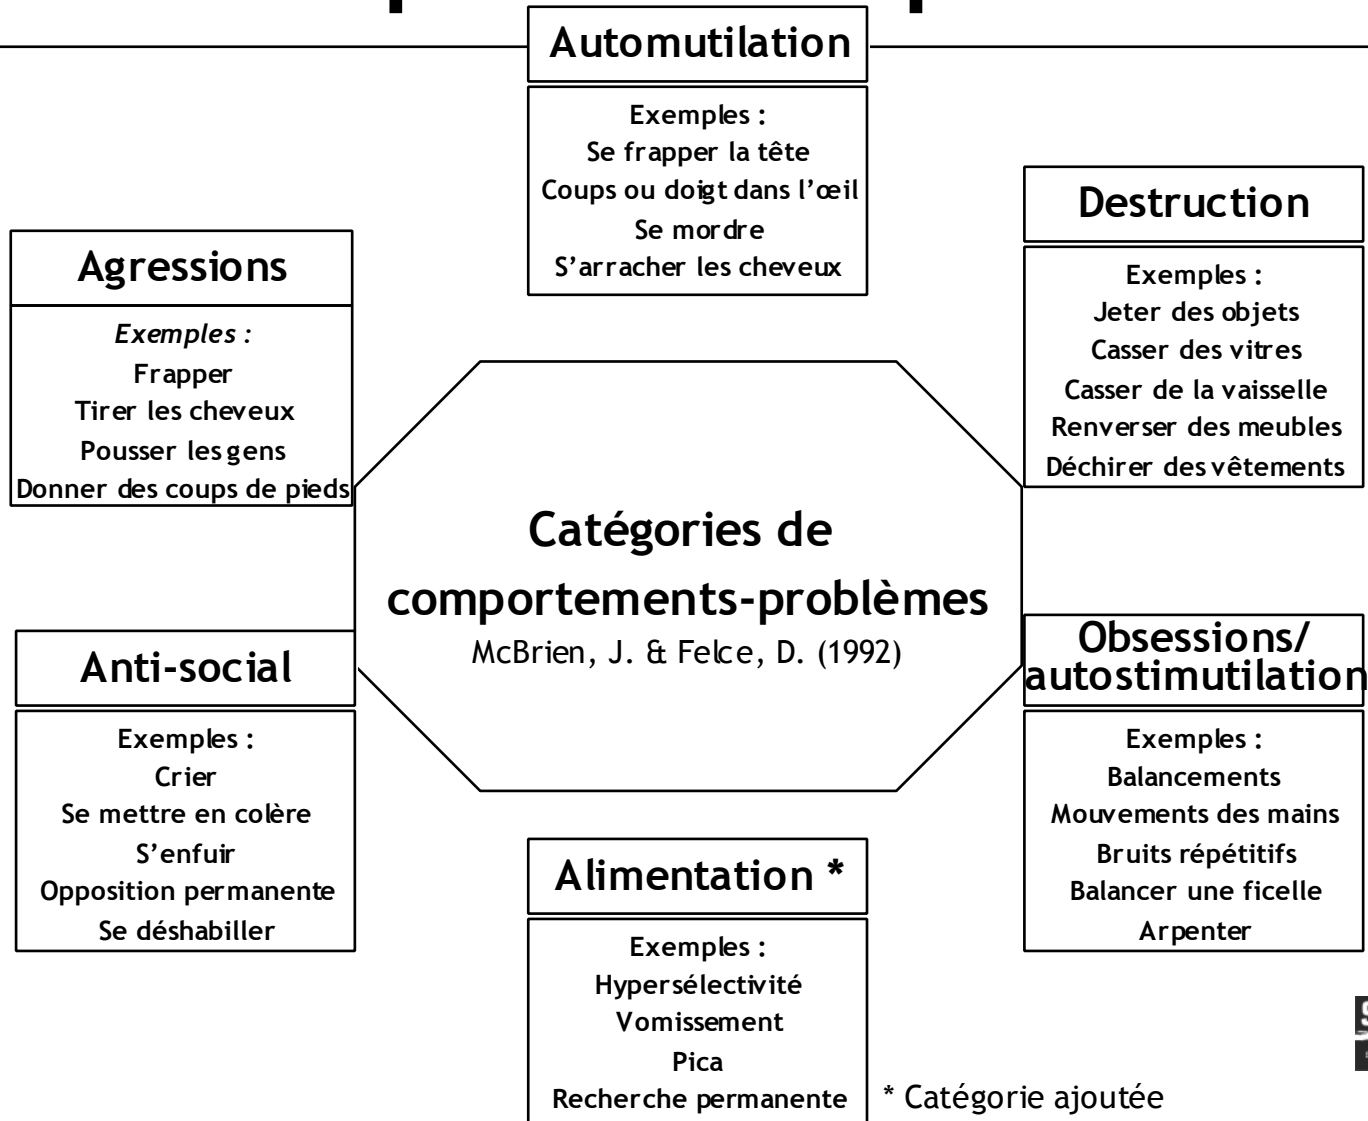 Automutilation
Exemples :
Se frapper la tête
Coups ou doigt dans l’œil
Se mordre
S’arracher les cheveux
Destruction
Exemples :
Jeter des objets
Casser des vitres
Casser de la vaisselle
Renverser des meubles
Déchirer des vêtements
Agressions
Exemples :
Frapper
Tirer les cheveux
Pousser les gens
Donner des coups de pieds
Catégories de
comportements-problèmes
McBrien, J. & Felce, D. (1992)
Anti-social
Exemples :
Crier
Se mettre en colère
S’enfuir
Opposition permanente
Se déshabiller
Obsessions/
autostimutilation
Exemples :
Balancements
Mouvements des mains
Bruits répétitifs
Balancer une ficelle
Arpenter
Alimentation *
Exemples :
Hypersélectivité
Vomissement
Pica
Recherche permanente
* Catégorie ajoutée